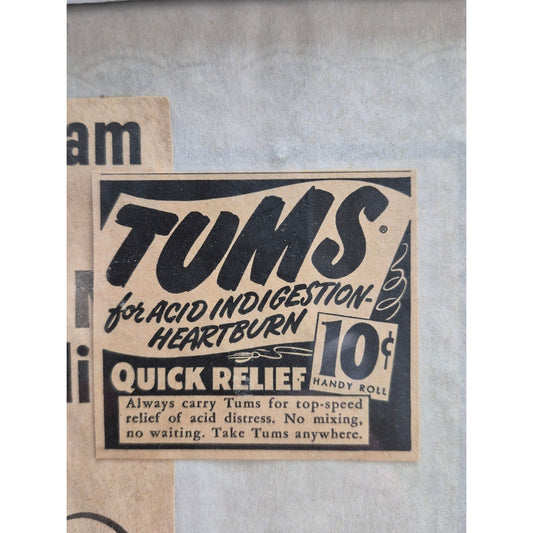 am
TUMS®
for ACID INDIGESTION-
HEARTBURN
10¢
HANDY ROLL
QUICK RELIEF
Always carry Tums for top-speed
relief of acid distress. No mixing,
no waiting. Take Tums anywhere.